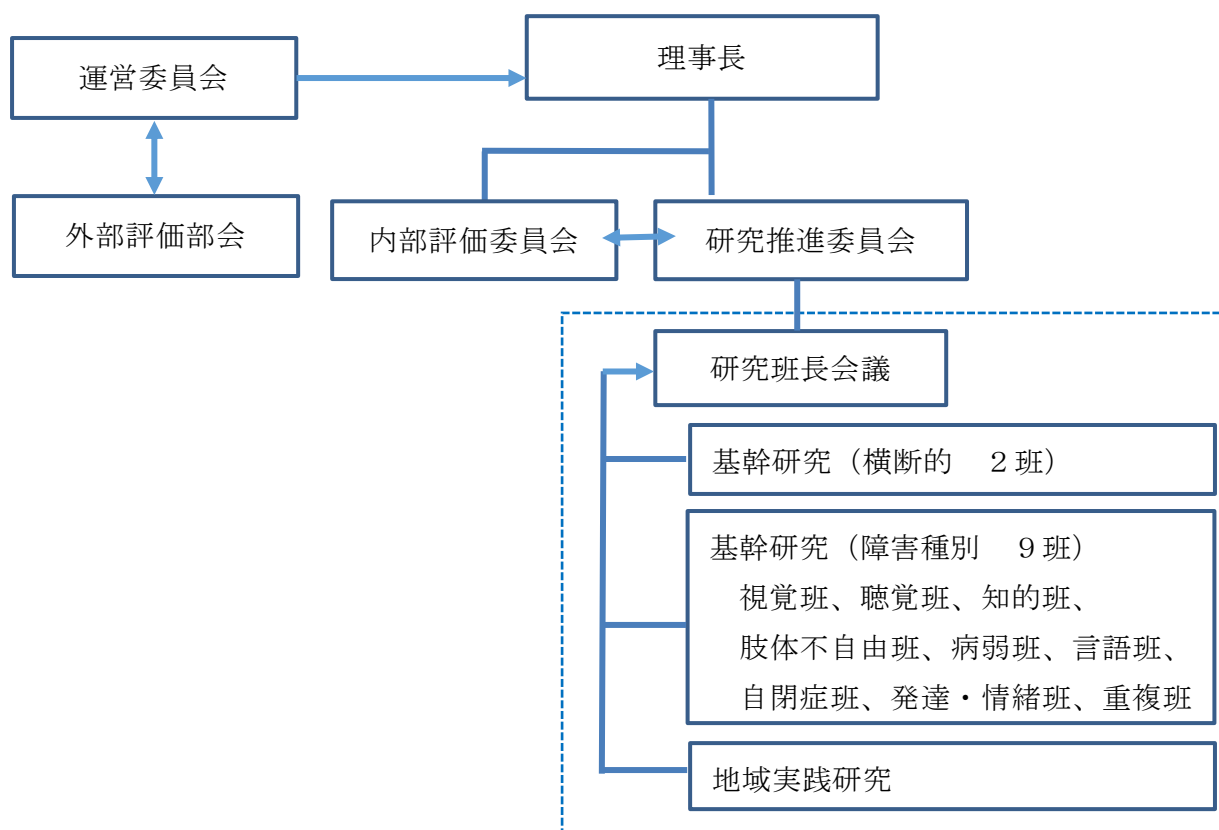 運営委員会
理事長
外部評価部会
内部評価委員会
研究推進委員会
研究班長会議
基幹研究（横断的　２班）
基幹研究（障害種別　９班）
視覚班、聴覚班、知的班、
肢体不自由班、病弱班、言語班、
自閉症班、発達・情緒班、重複班
地域実践研究